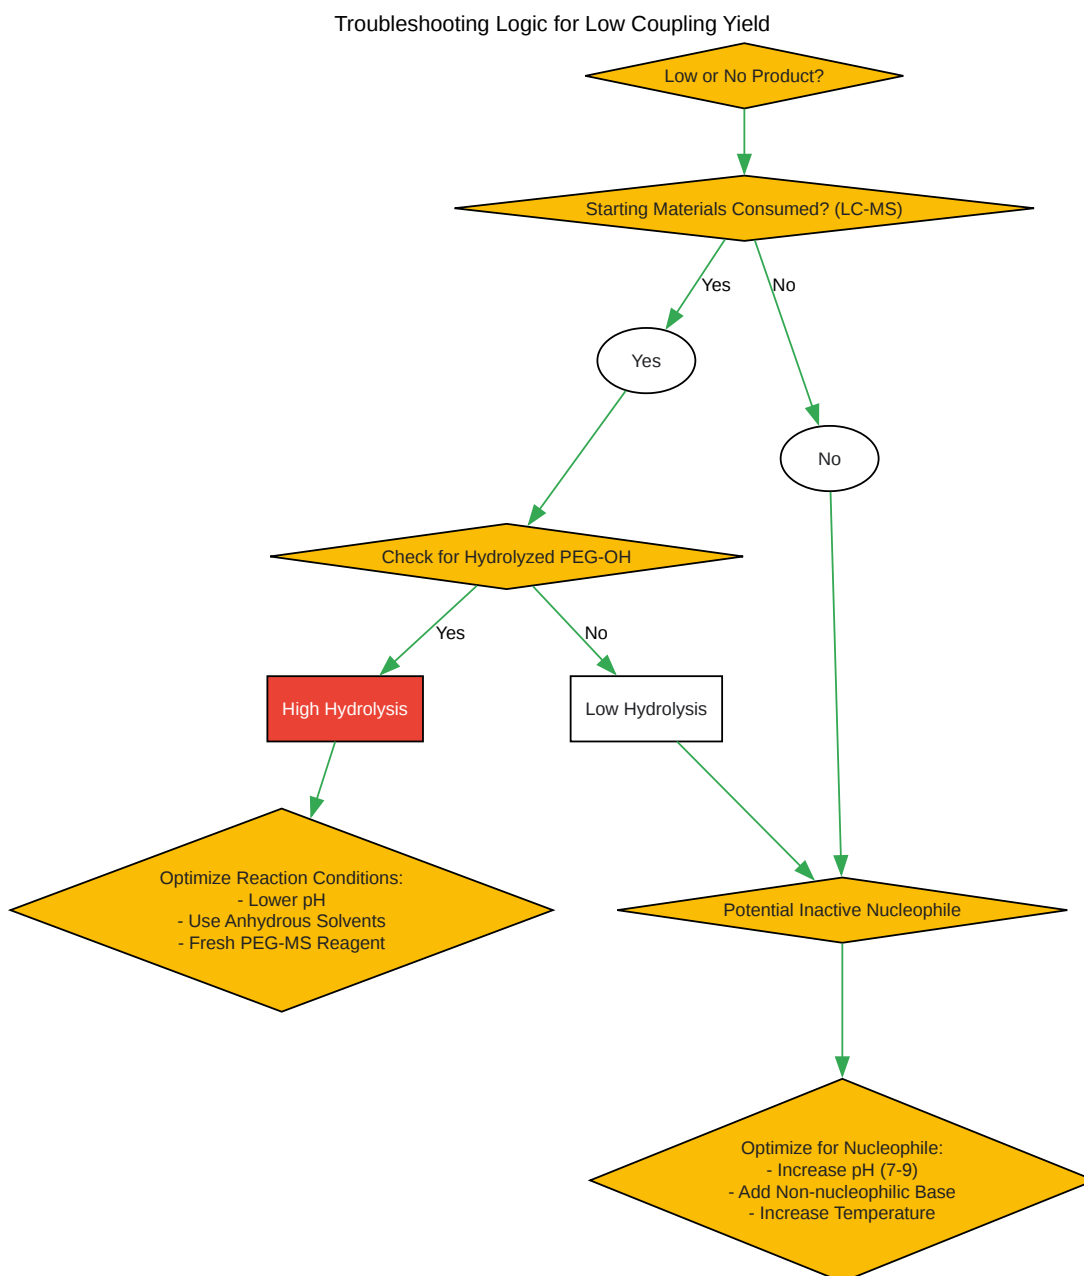 Troubleshooting Logic for Low Coupling Yield
Low or No Product?
Starting Materials Consumed? (LC-MS)
Yes
No
Yes
No
Check for Hydrolyzed PEG-OH
Yes
No
High Hydrolysis
Low Hydrolysis
Optimize Reaction Conditions:
- Lower pH
- Use Anhydrous Solvents
- Fresh PEG-MS Reagent
Potential Inactive Nucleophile
Optimize for Nucleophile:
- Increase pH (7-9)
- Add Non-nucleophilic Base
- Increase Temperature